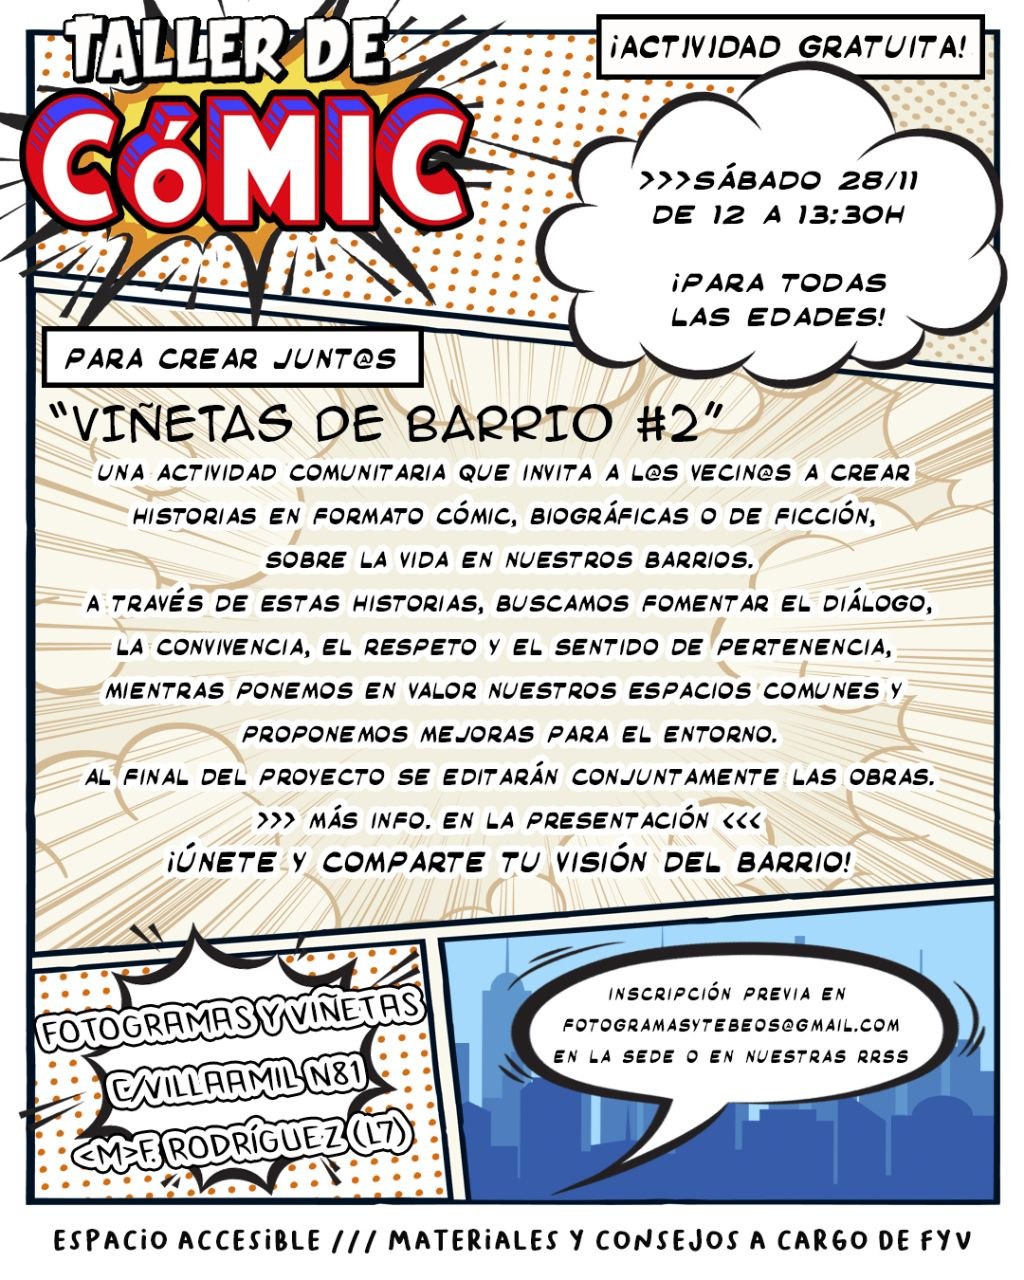 TALLER DE
CóMIC
¡ACTIVIDAD GRATUITA!
>>>SÁBADO 28/11
DE 12 A 13:30H
¡PARA TODAS
LAS EDADES!
PARA CREAR JUNT@S
"VIÑETAS DE BARRIO #2"
UNA ACTIVIDAD COMUNITARIA QUE INVITA A L@S VECIN@S A CREAR
HISTORIAS EN FORMATO CÓMIC, BIOGRÁFICAS O DE FICCIÓN,
SOBRE LA VIDA EN NUESTROS BARRIOS.
A TRAVÉS DE ESTAS HISTORIAS, BUSCAMOS FOMENTAR EL DIÁLOGO,
LA CONVIVENCIA, EL RESPETO Y EL SENTIDO DE PERTENENCIA,
MIENTRAS PONEMOS EN VALOR NUESTROS ESPACIOS COMUNES Y
PROPONEMOS MEJORAS PARA EL ENTORNO.
AL FINAL DEL PROYECTO SE EDITARÁN CONJUNTAMENTE LAS OBRAS.
>>> MÁS INFO. EN LA PRESENTACIÓN <<<
¡ÚNETE Y COMPARTE TU VISIÓN DEL BARRIO!
FOTOGRAMAS Y VIÑETAS
C/VILLAAMIL N81
<M>F. RODRÍGUEZ (L7)
INSCRIPCIÓN PREVIA EN
FOTOGRAMASYTEBEOS@GMAIL.COM
EN LA SEDE O EN NUESTRAS RRSS
ESPACIO ACCESIBLE /// MATERIALES Y CONSEJOS A CARGO DE FYV